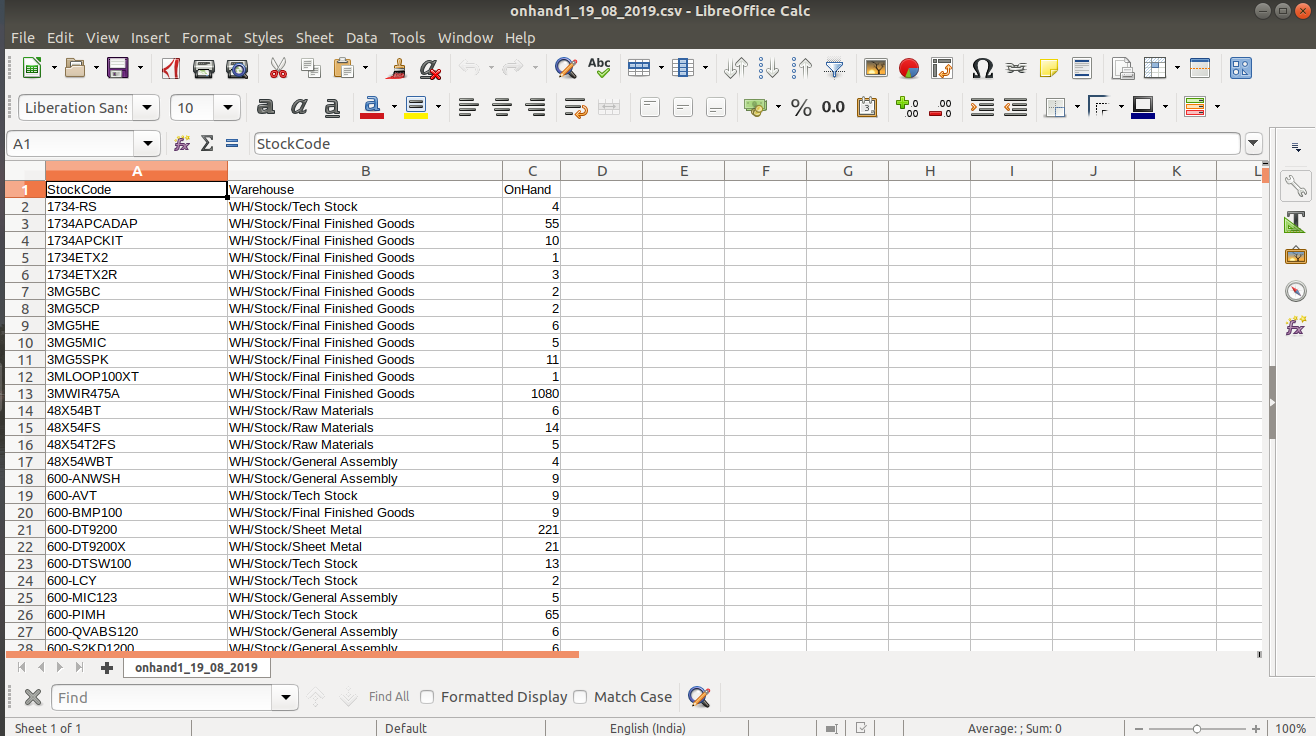 onhand1_19_08_2019.csv - LibreOffice Calc
File Edit View Insert Format Styles Sheet Data Tools Window Help
Abc
Liberation Sans 10 a a a a % 0.0 3 .0 .00 .00 .0
A1 fx Σ = StockCode
A B C D E F G H I J K L
1 StockCode Warehouse OnHand
2 1734-RS WH/Stock/Tech Stock 4
3 1734APCADAP WH/Stock/Final Finished Goods 55
4 1734APCKIT WH/Stock/Final Finished Goods 10
5 1734ETX2 WH/Stock/Final Finished Goods 1
6 1734ETX2R WH/Stock/Final Finished Goods 3
7 3MG5BC WH/Stock/Final Finished Goods 2
8 3MG5CP WH/Stock/Final Finished Goods 2
9 3MG5HE WH/Stock/Final Finished Goods 6
10 3MG5MIC WH/Stock/Final Finished Goods 5
11 3MG5SPK WH/Stock/Final Finished Goods 11
12 3MLOOP100XT WH/Stock/Final Finished Goods 1
13 3MWIR475A WH/Stock/Final Finished Goods 1080
14 48X54BT WH/Stock/Raw Materials 6
15 48X54FS WH/Stock/Raw Materials 14
16 48X54T2FS WH/Stock/Raw Materials 5
17 48X54WBT WH/Stock/General Assembly 4
18 600-ANWSH WH/Stock/General Assembly 9
19 600-AVT WH/Stock/Tech Stock 9
20 600-BMP100 WH/Stock/Final Finished Goods 9
21 600-DT9200 WH/Stock/Sheet Metal 221
22 600-DT9200X WH/Stock/Sheet Metal 21
23 600-DTSW100 WH/Stock/Tech Stock 13
24 600-LCY WH/Stock/Tech Stock 2
25 600-MIC123 WH/Stock/General Assembly 5
26 600-PIMH WH/Stock/Tech Stock 65
27 600-QVABS120 WH/Stock/General Assembly 6
28 600-S2KD1200 WH/Stock/General Assembly 6
onhand1_19_08_2019
Find Find All Formatted Display Match Case
Sheet 1 of 1 Default English (India) Average: ; Sum: 0 100%